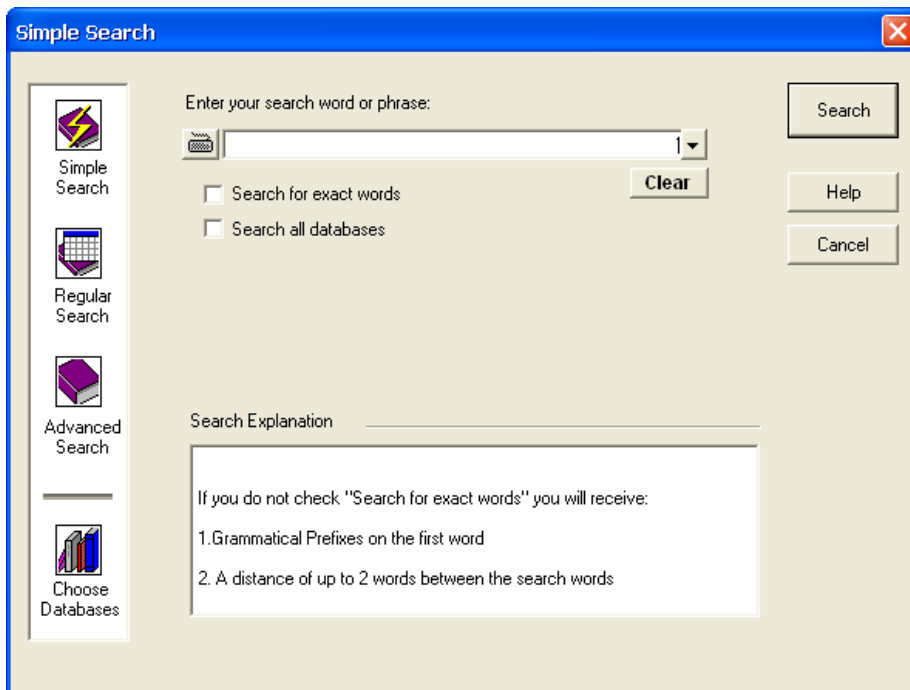 Simple Search
Simple
Search
Regular
Search
Advanced
Search
Choose
Databases
Enter your search word or phrase:
Clear
Search for exact words
Search all databases
Search
Help
Cancel
Search Explanation
If you do not check "Search for exact words" you will receive:
1.Grammatical Prefixes on the first word
2. A distance of up to 2 words between the search words